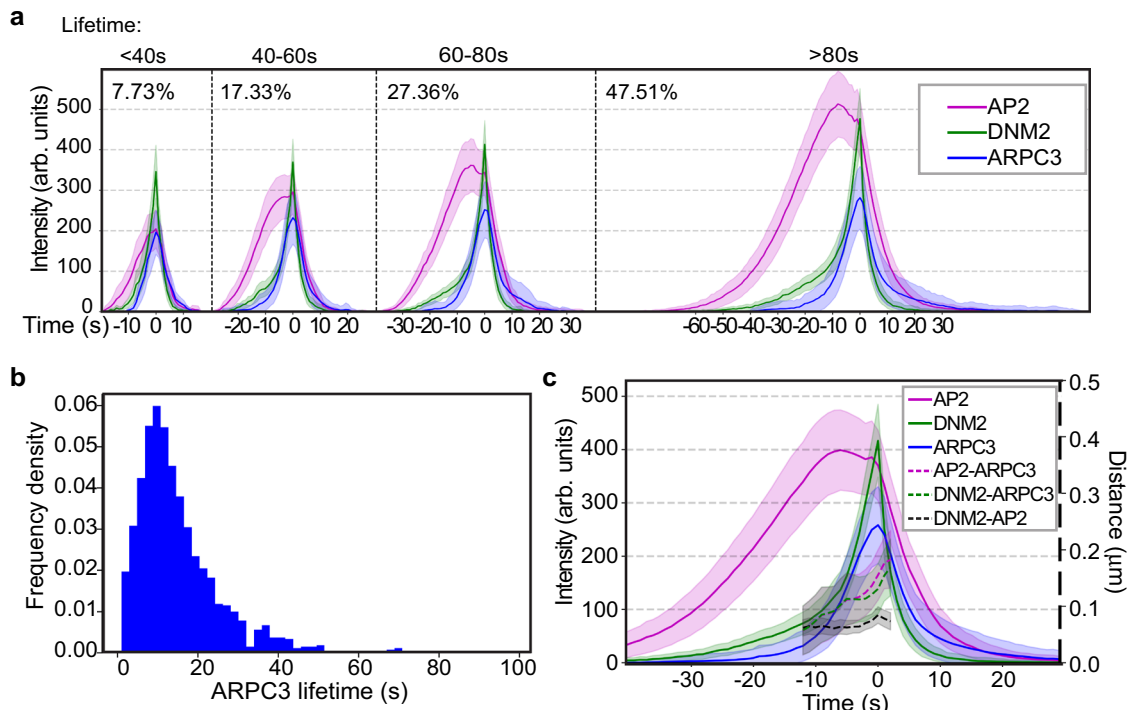 a Lifetime:
<40s 40-60s 60-80s >80s
7.73% 17.33% 27.36% 47.51%
AP2
DNM2
ARPC3
Intensity (arb. units)
500
400
300
200
100
0
Time (s) -10 0 10 -20 -10 0 10 20 -30 -20 -10 0 10 20 30 -60 -50 -40 -30 -20 -10 0 10 20 30
b
Frequency density
0.06
0.05
0.04
0.03
0.02
0.01
0.00
0 20 40 60 80 100
ARPC3 lifetime (s)
c
Intensity (arb. units)
500
400
300
200
100
0
AP2
DNM2
ARPC3
AP2-ARPC3
DNM2-ARPC3
DNM2-AP2
0.5
0.4
0.3
0.2
0.1
0.0
Distance (μm)
-30 -20 -10 0 10 20
Time (s)